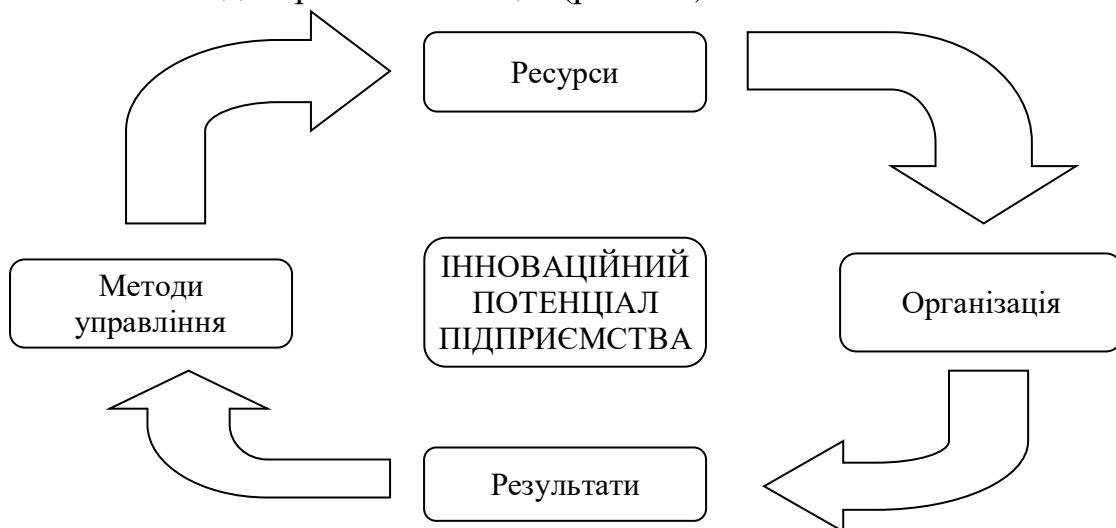 Ресурси
ІННОВАЦІЙНИЙ
ПОТЕНЦІАЛ
ПІДПРИЄМСТВА
Методи
управління
Організація
Результати